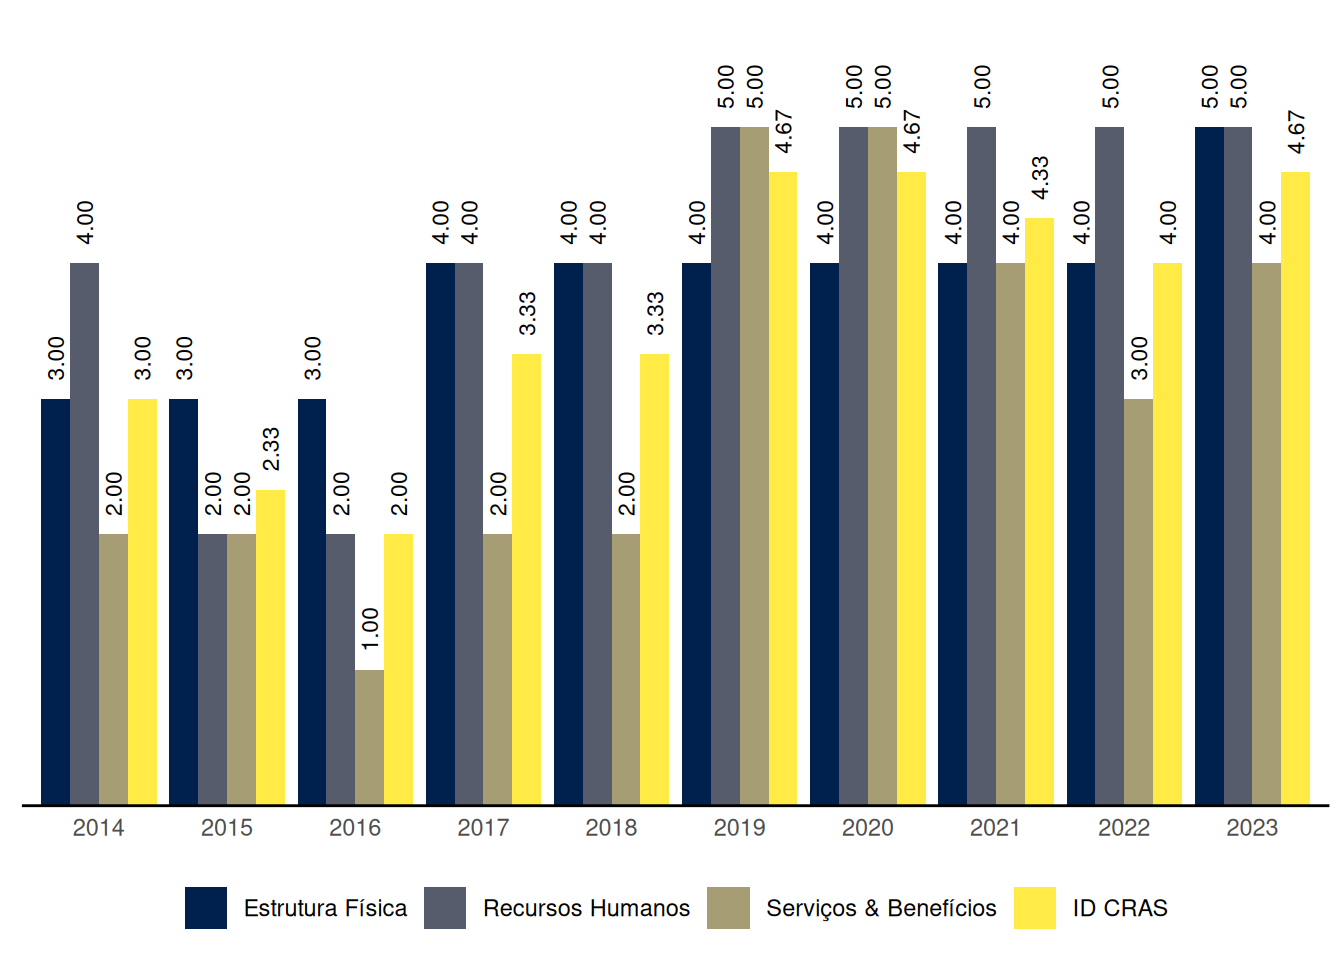 3.00 4.00 2.00 3.00
3.00 2.00 2.00 2.33
3.00 2.00 1.00 2.00
4.00 4.00 2.00 3.33
4.00 4.00 2.00 3.33
4.00 5.00 5.00 4.67
4.00 5.00 5.00 4.67
4.00 5.00 4.00 4.33
4.00 5.00 3.00 4.00
5.00 5.00 4.00 4.67
2014 2015 2016 2017 2018 2019 2020 2021 2022 2023
Estrutura Física Recursos Humanos Serviços & Benefícios ID CRAS